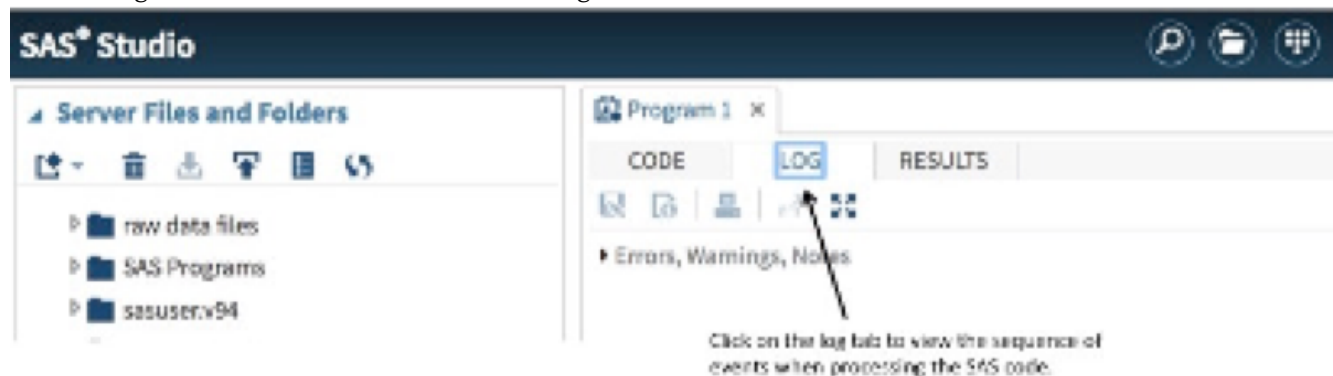 SAS® Studio
Server Files and Folders
Program 1
CODE LOG RESULTS
raw data files
SAS Programs
sasuser.v94
Errors, Warnings, Notes
Click on the log tab to view the sequence of
events when processing the SAS code.